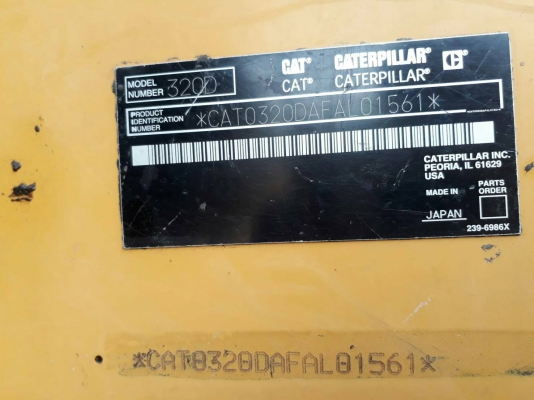 CAT® CATERPILLAR® C®
MODEL NUMBER 320D CAT® CATERPILLAR®
PRODUCT IDENTIFICATION NUMBER *CAT0320DAFAL01561*
CATERPILLAR INC.
PEORIA, IL 61629
USA
MADE IN PARTS ORDER
JAPAN
239-6986X
*CAT0320DAFAL01561*